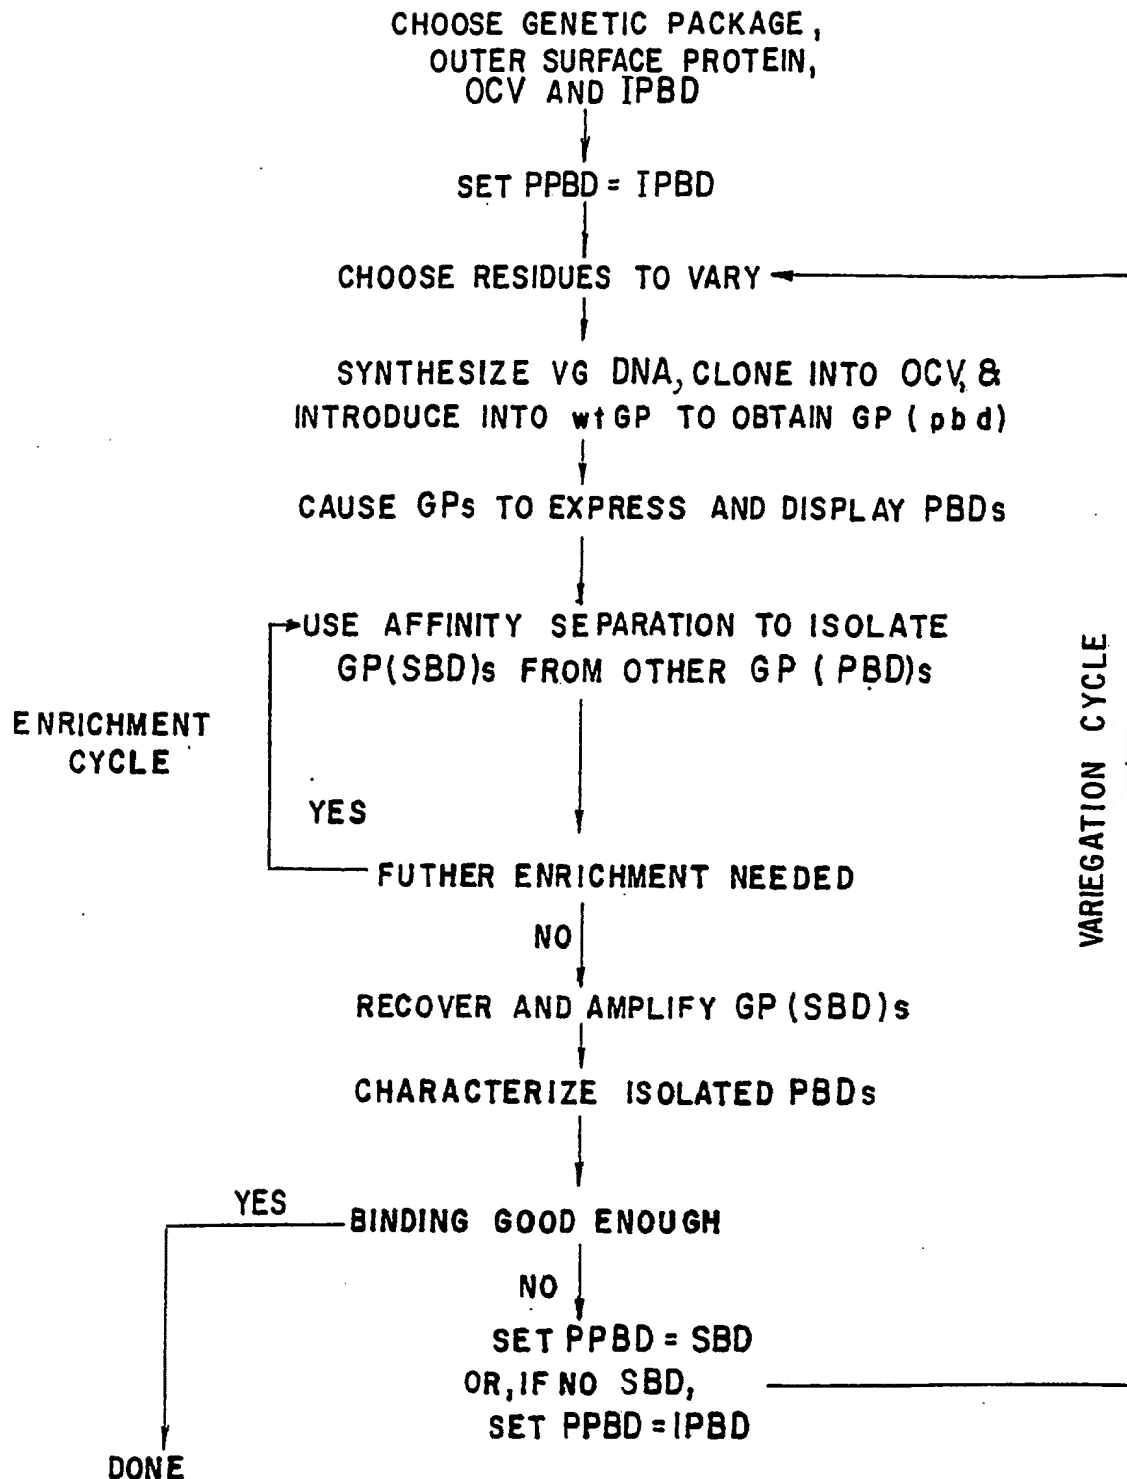 CHOOSE GENETIC PACKAGE,
OUTER SURFACE PROTEIN,
OCV AND IPBD
SET PPBD = IPBD
CHOOSE RESIDUES TO VARY
SYNTHESIZE VG DNA, CLONE INTO OCV, &
INTRODUCE INTO wtGP TO OBTAIN GP (pbd)
CAUSE GPs TO EXPRESS AND DISPLAY PBDs
USE AFFINITY SEPARATION TO ISOLATE
GP(SBD)s FROM OTHER GP (PBD)s
ENRICHMENT
CYCLE
VARIEGATION CYCLE
YES
FUTHER ENRICHMENT NEEDED
NO
RECOVER AND AMPLIFY GP (SBD)s
CHARACTERIZE ISOLATED PBDs
YES
BINDING GOOD ENOUGH
NO
SET PPBD = SBD
OR, IF NO SBD,
SET PPBD = IPBD
DONE